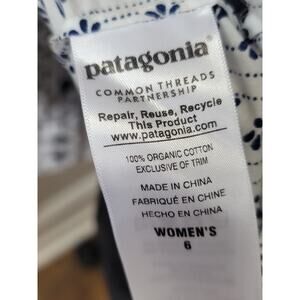 patagonia®
COMMON THREADS
PARTNERSHIP
Repair, Reuse, Recycle
This Product
www.patagonia.com
100% ORGANIC COTTON
EXCLUSIVE OF TRIM
MADE IN CHINA
FABRIQUÉ EN CHINE
HECHO EN CHINA
WOMEN'S
6